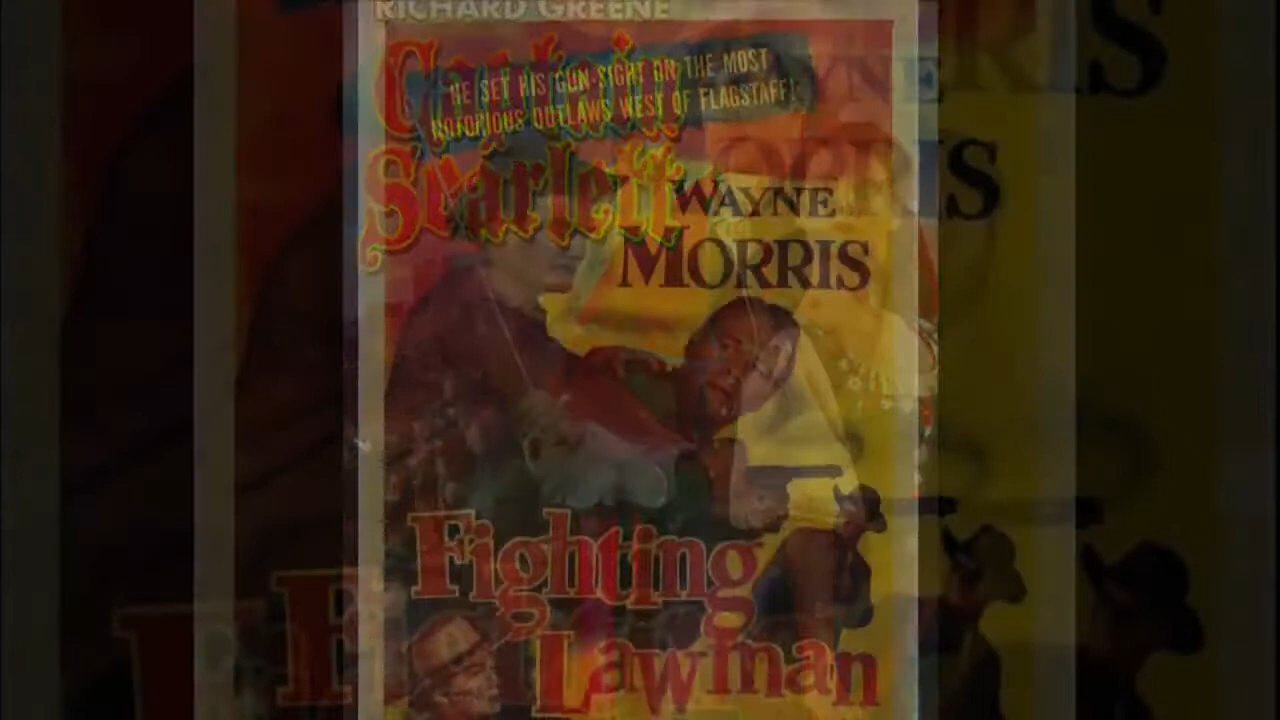 RICHARD GREENE
Captain
HE SET HIS GUN-SIGHT ON THE MOST
NOTORIOUS OUTLAWS WEST OF FLAGSTAFF!
Scarlett
WAYNE
MORRIS
Fighting
Lawman